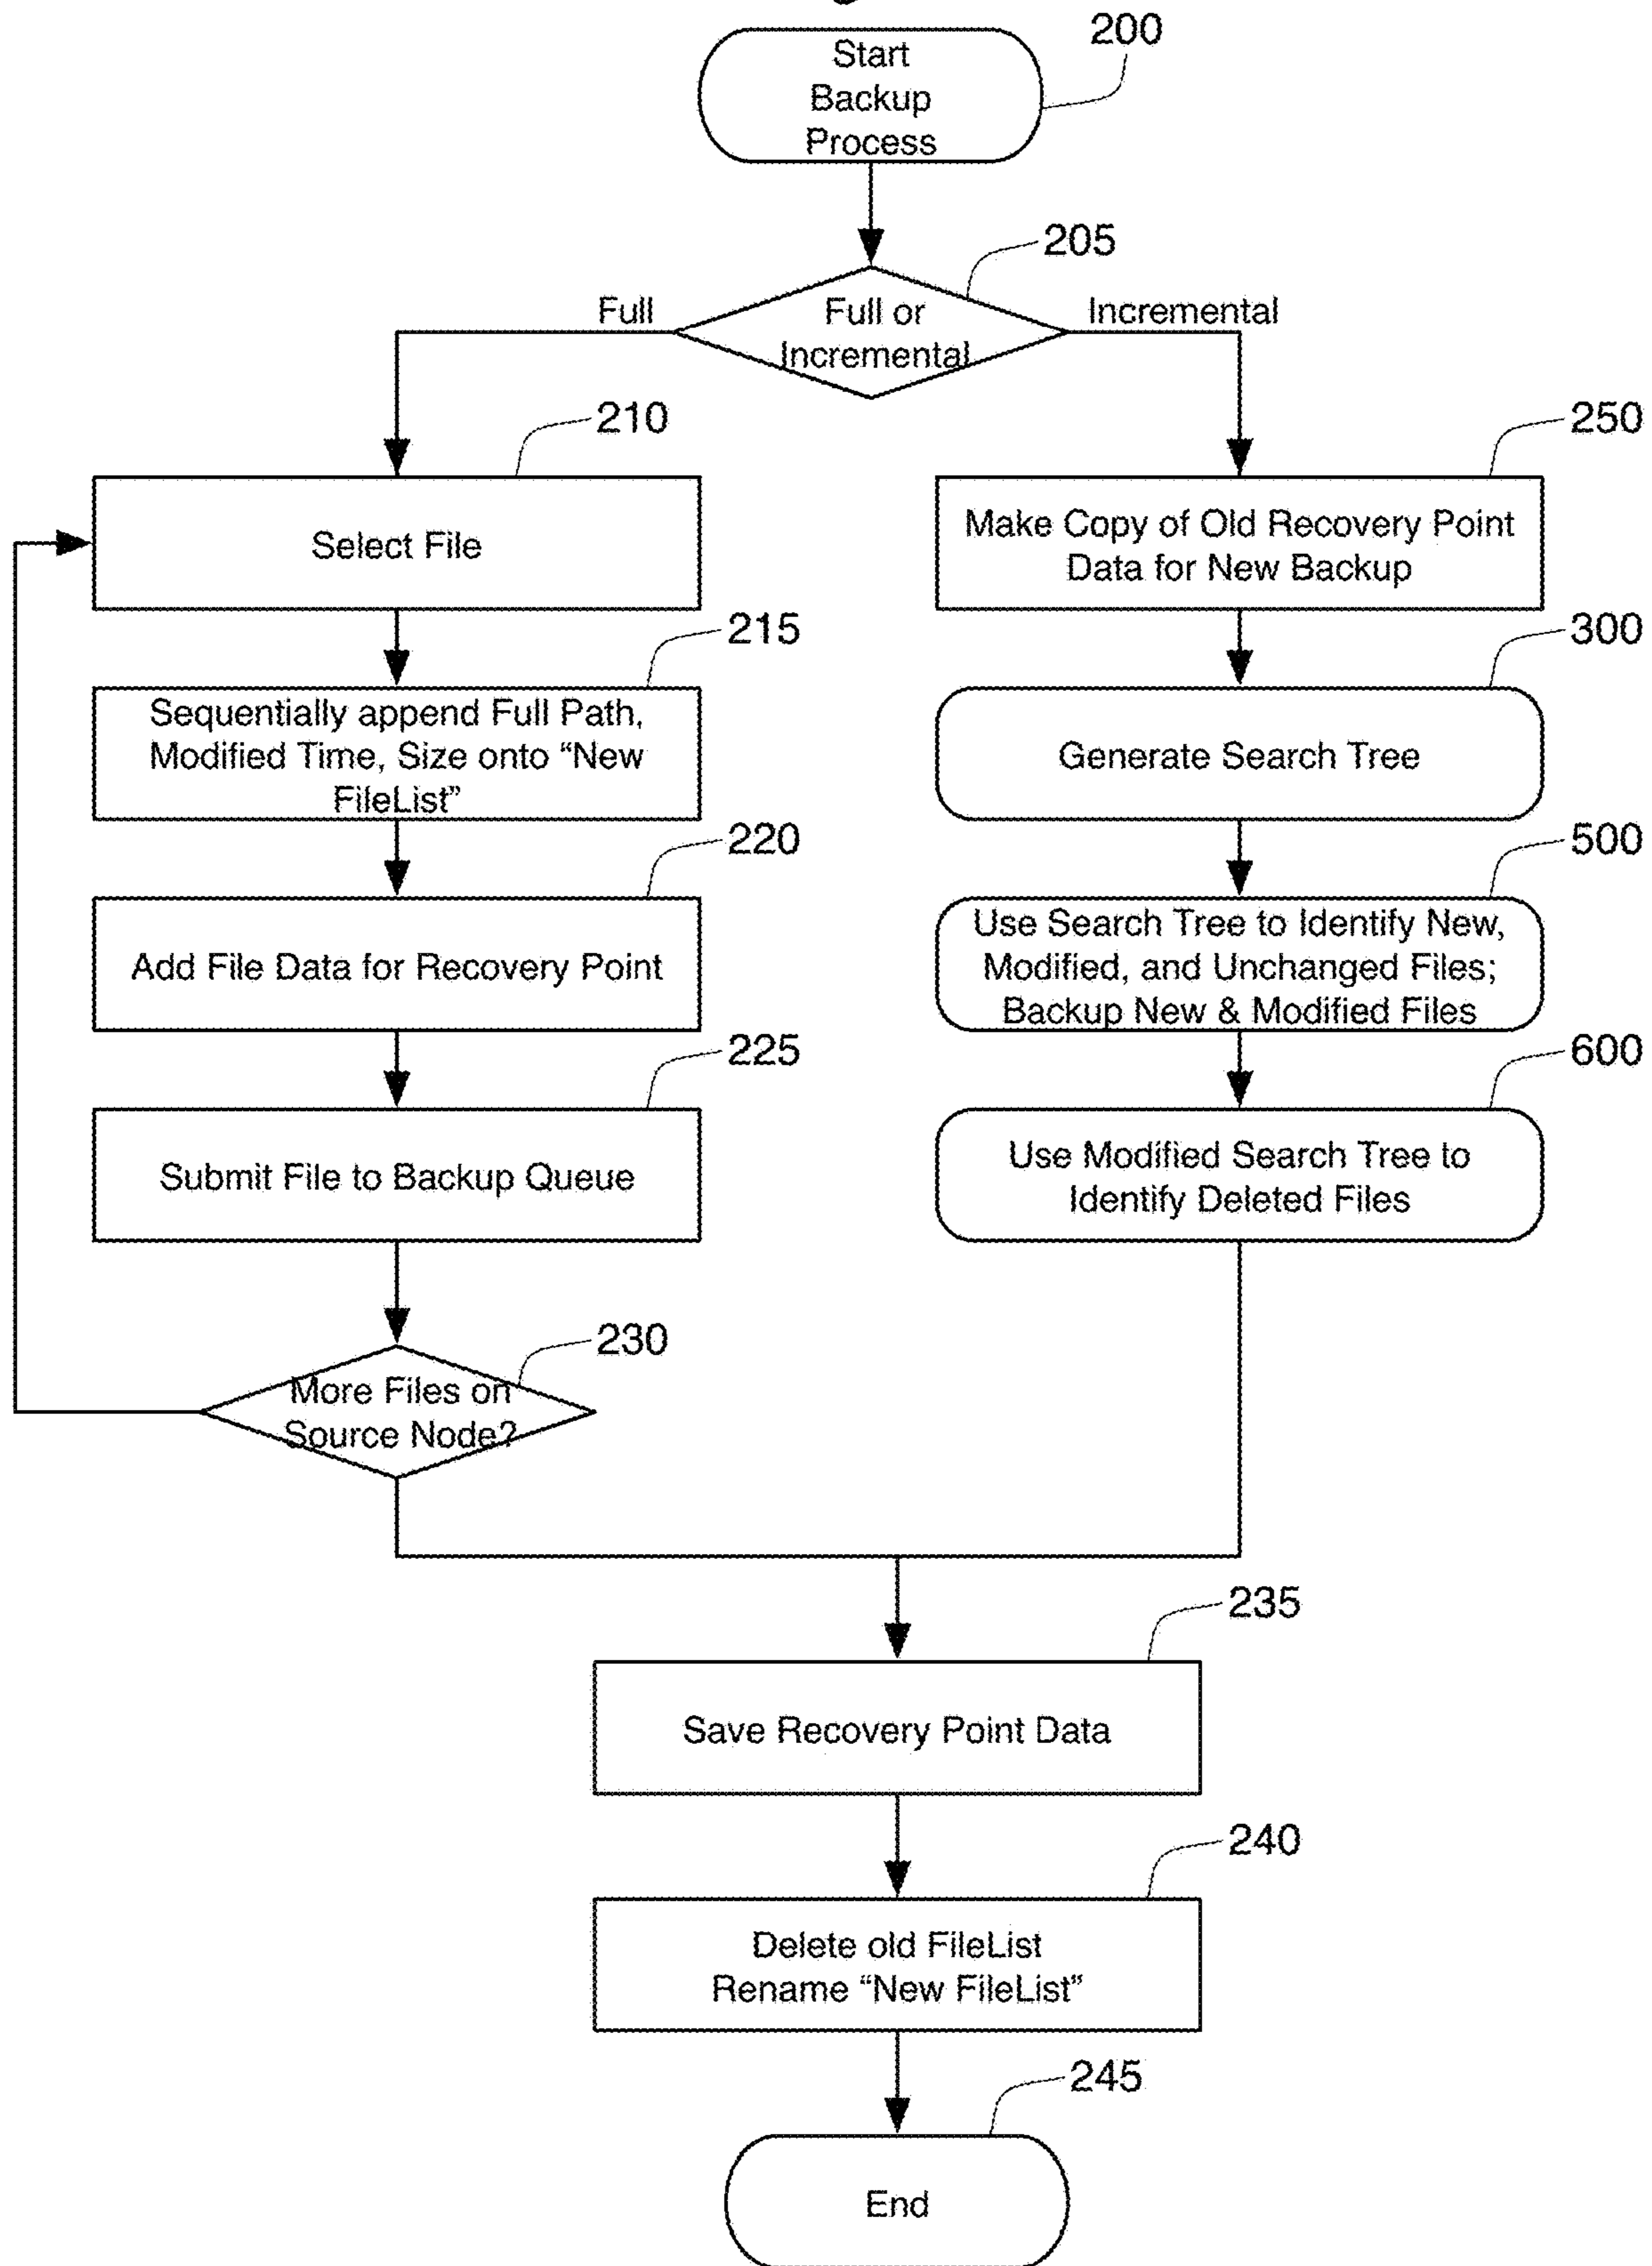 200
Start
Backup
Process
205
Full
Full or
Incremental
Incremental
210
Select File
215
Sequentially append Full Path,
Modified Time, Size onto “New
FileList”
220
Add File Data for Recovery Point
225
Submit File to Backup Queue
230
More Files on
Source Node?
250
Make Copy of Old Recovery Point
Data for New Backup
300
Generate Search Tree
500
Use Search Tree to Identify New,
Modified, and Unchanged Files;
Backup New & Modified Files
600
Use Modified Search Tree to
Identify Deleted Files
235
Save Recovery Point Data
240
Delete old FileList
Rename “New FileList”
245
End